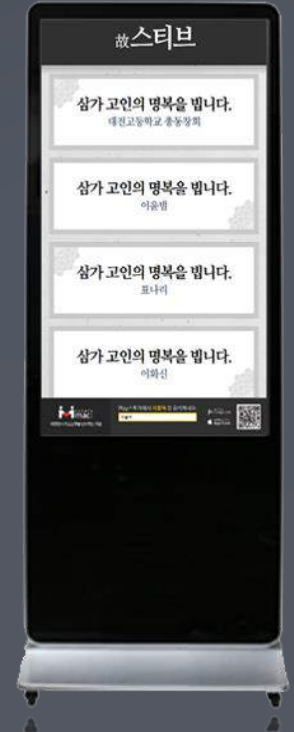 故스티브
삼가 고인의 명복을 빕니다.
대전고등학교 총동창회
삼가 고인의 명복을 빕니다.
이윤범
삼가 고인의 명복을 빕니다.
표나리
삼가 고인의 명복을 빕니다.
이화신